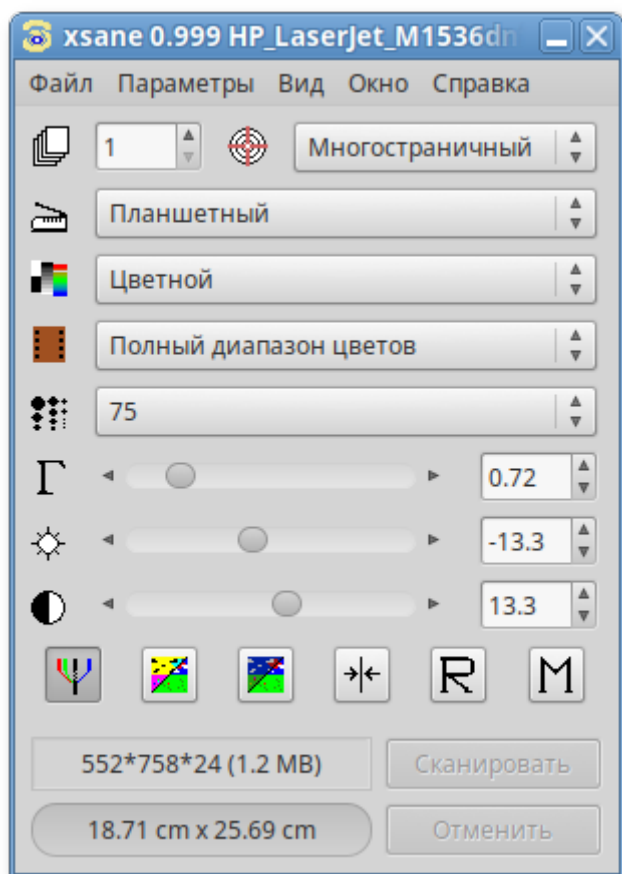 xsane 0.999 HP_LaserJet_M1536dn
Файл Параметры Вид Окно Справка
1 Многостраничный
Планшетный
Цветной
Полный диапазон цветов
75
Γ 0.72
-13.3
13.3
R M
552*758*24 (1.2 MB) Сканировать
18.71 cm x 25.69 cm Отменить